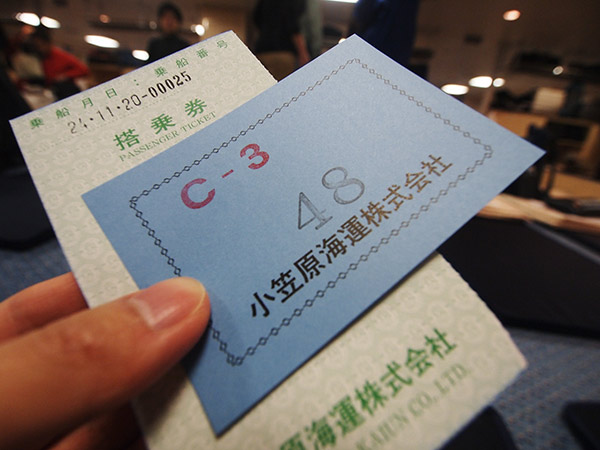 乗船月日:乗船番号
24-11-20-00025
搭乗券
PASSENGER TICKET
C-3
48
小笠原海運株式会社
原海運株式会社
KAIUN CO., LTD.